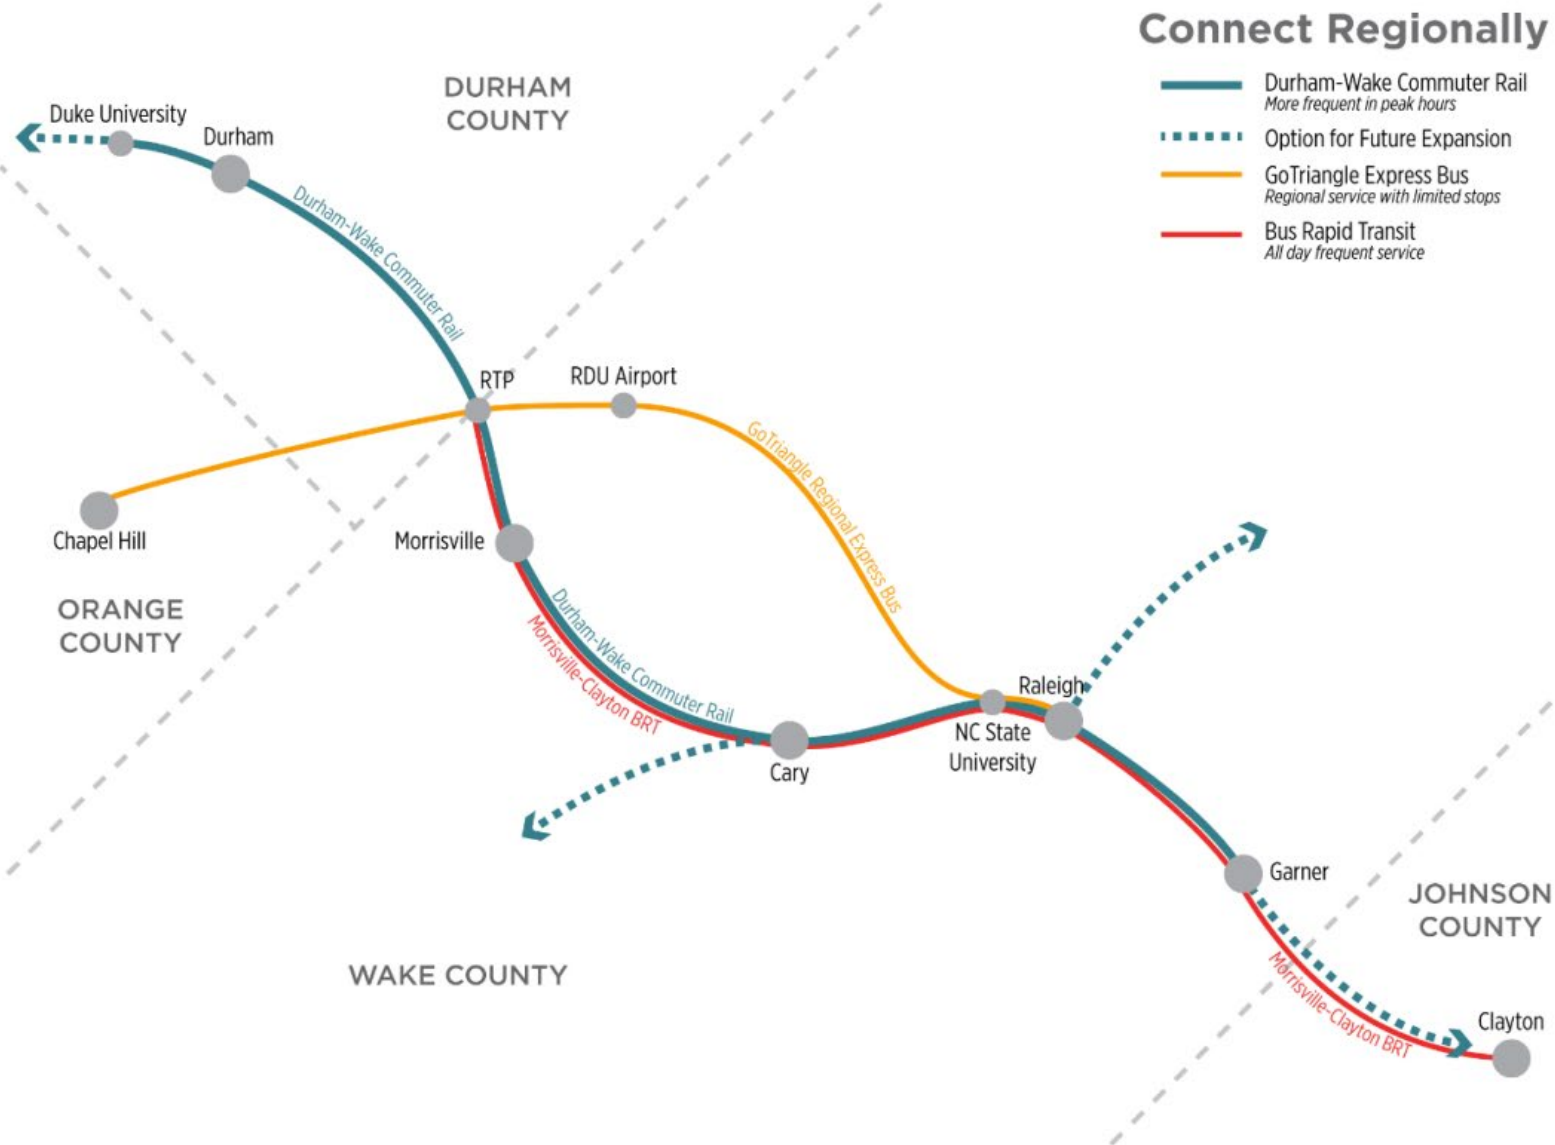 Connect Regionally
Durham-Wake Commuter Rail
More frequent in peak hours
Option for Future Expansion
GoTriangle Express Bus
Regional service with limited stops
Bus Rapid Transit
All day frequent service
DURHAM
COUNTY
Duke University
Durham
Durham-Wake Commuter Rail
RTP
RDU Airport
GoTriangle Regional Express Bus
Chapel Hill
Morrisville
ORANGE
COUNTY
Durham-Wake Commuter Rail
Morrisville-Clayton BRT
Raleigh
NC State
University
Cary
Garner
JOHNSON
COUNTY
WAKE COUNTY
Morrisville-Clayton BRT
Clayton